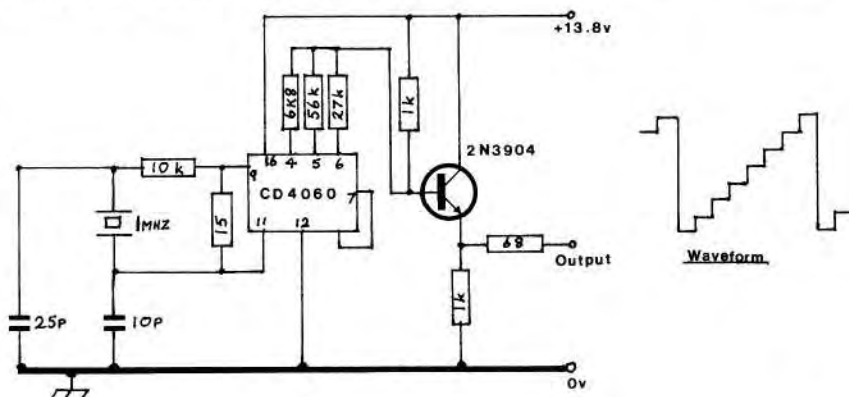 +13.8v
6K8
56k
27k
1k
2N3904
10k
9
16
4
5
6
CD4060
7
1MHZ
15
11
12
68
Output
Waveform
25P
10P
1k
0v